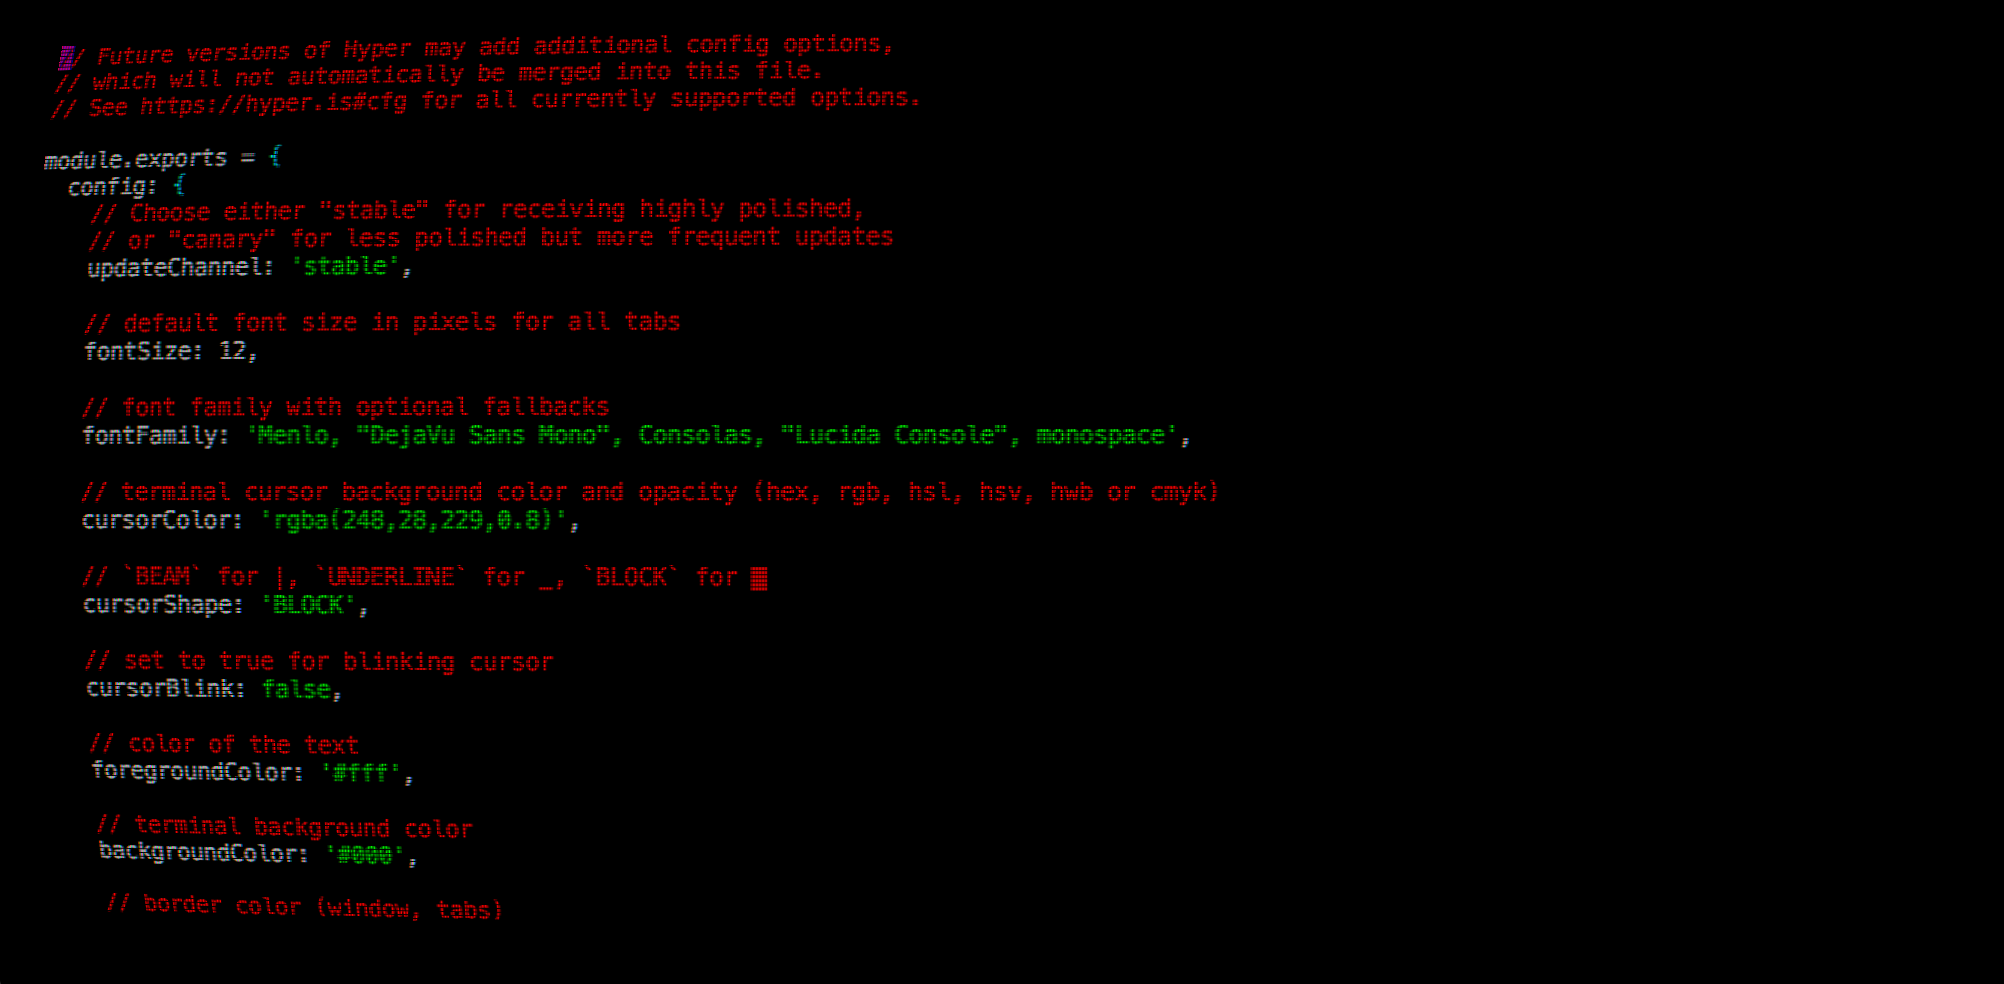 // Future versions of Hyper may add additional config options,
// which will not automatically be merged into this file.
// See https://hyper.is#cfg for all currently supported options.

module.exports = {
  config: {
    // Choose either "stable" for receiving highly polished,
    // or "canary" for less polished but more frequent updates
    updateChannel: 'stable',

    // default font size in pixels for all tabs
    fontSize: 12,

    // font family with optional fallbacks
    fontFamily: 'Menlo, "DejaVu Sans Mono", Consolas, "Lucida Console", monospace',

    // terminal cursor background color and opacity (hex, rgb, hsl, hsv, hwb or cmyk)
    cursorColor: 'rgba(248,28,229,0.8)',

    // `BEAM` for |, `UNDERLINE` for _, `BLOCK` for █
    cursorShape: 'BLOCK',

    // set to true for blinking cursor
    cursorBlink: false,

    // color of the text
    foregroundColor: '#fff',

    // terminal background color
    backgroundColor: '#000',

    // border color (window, tabs)